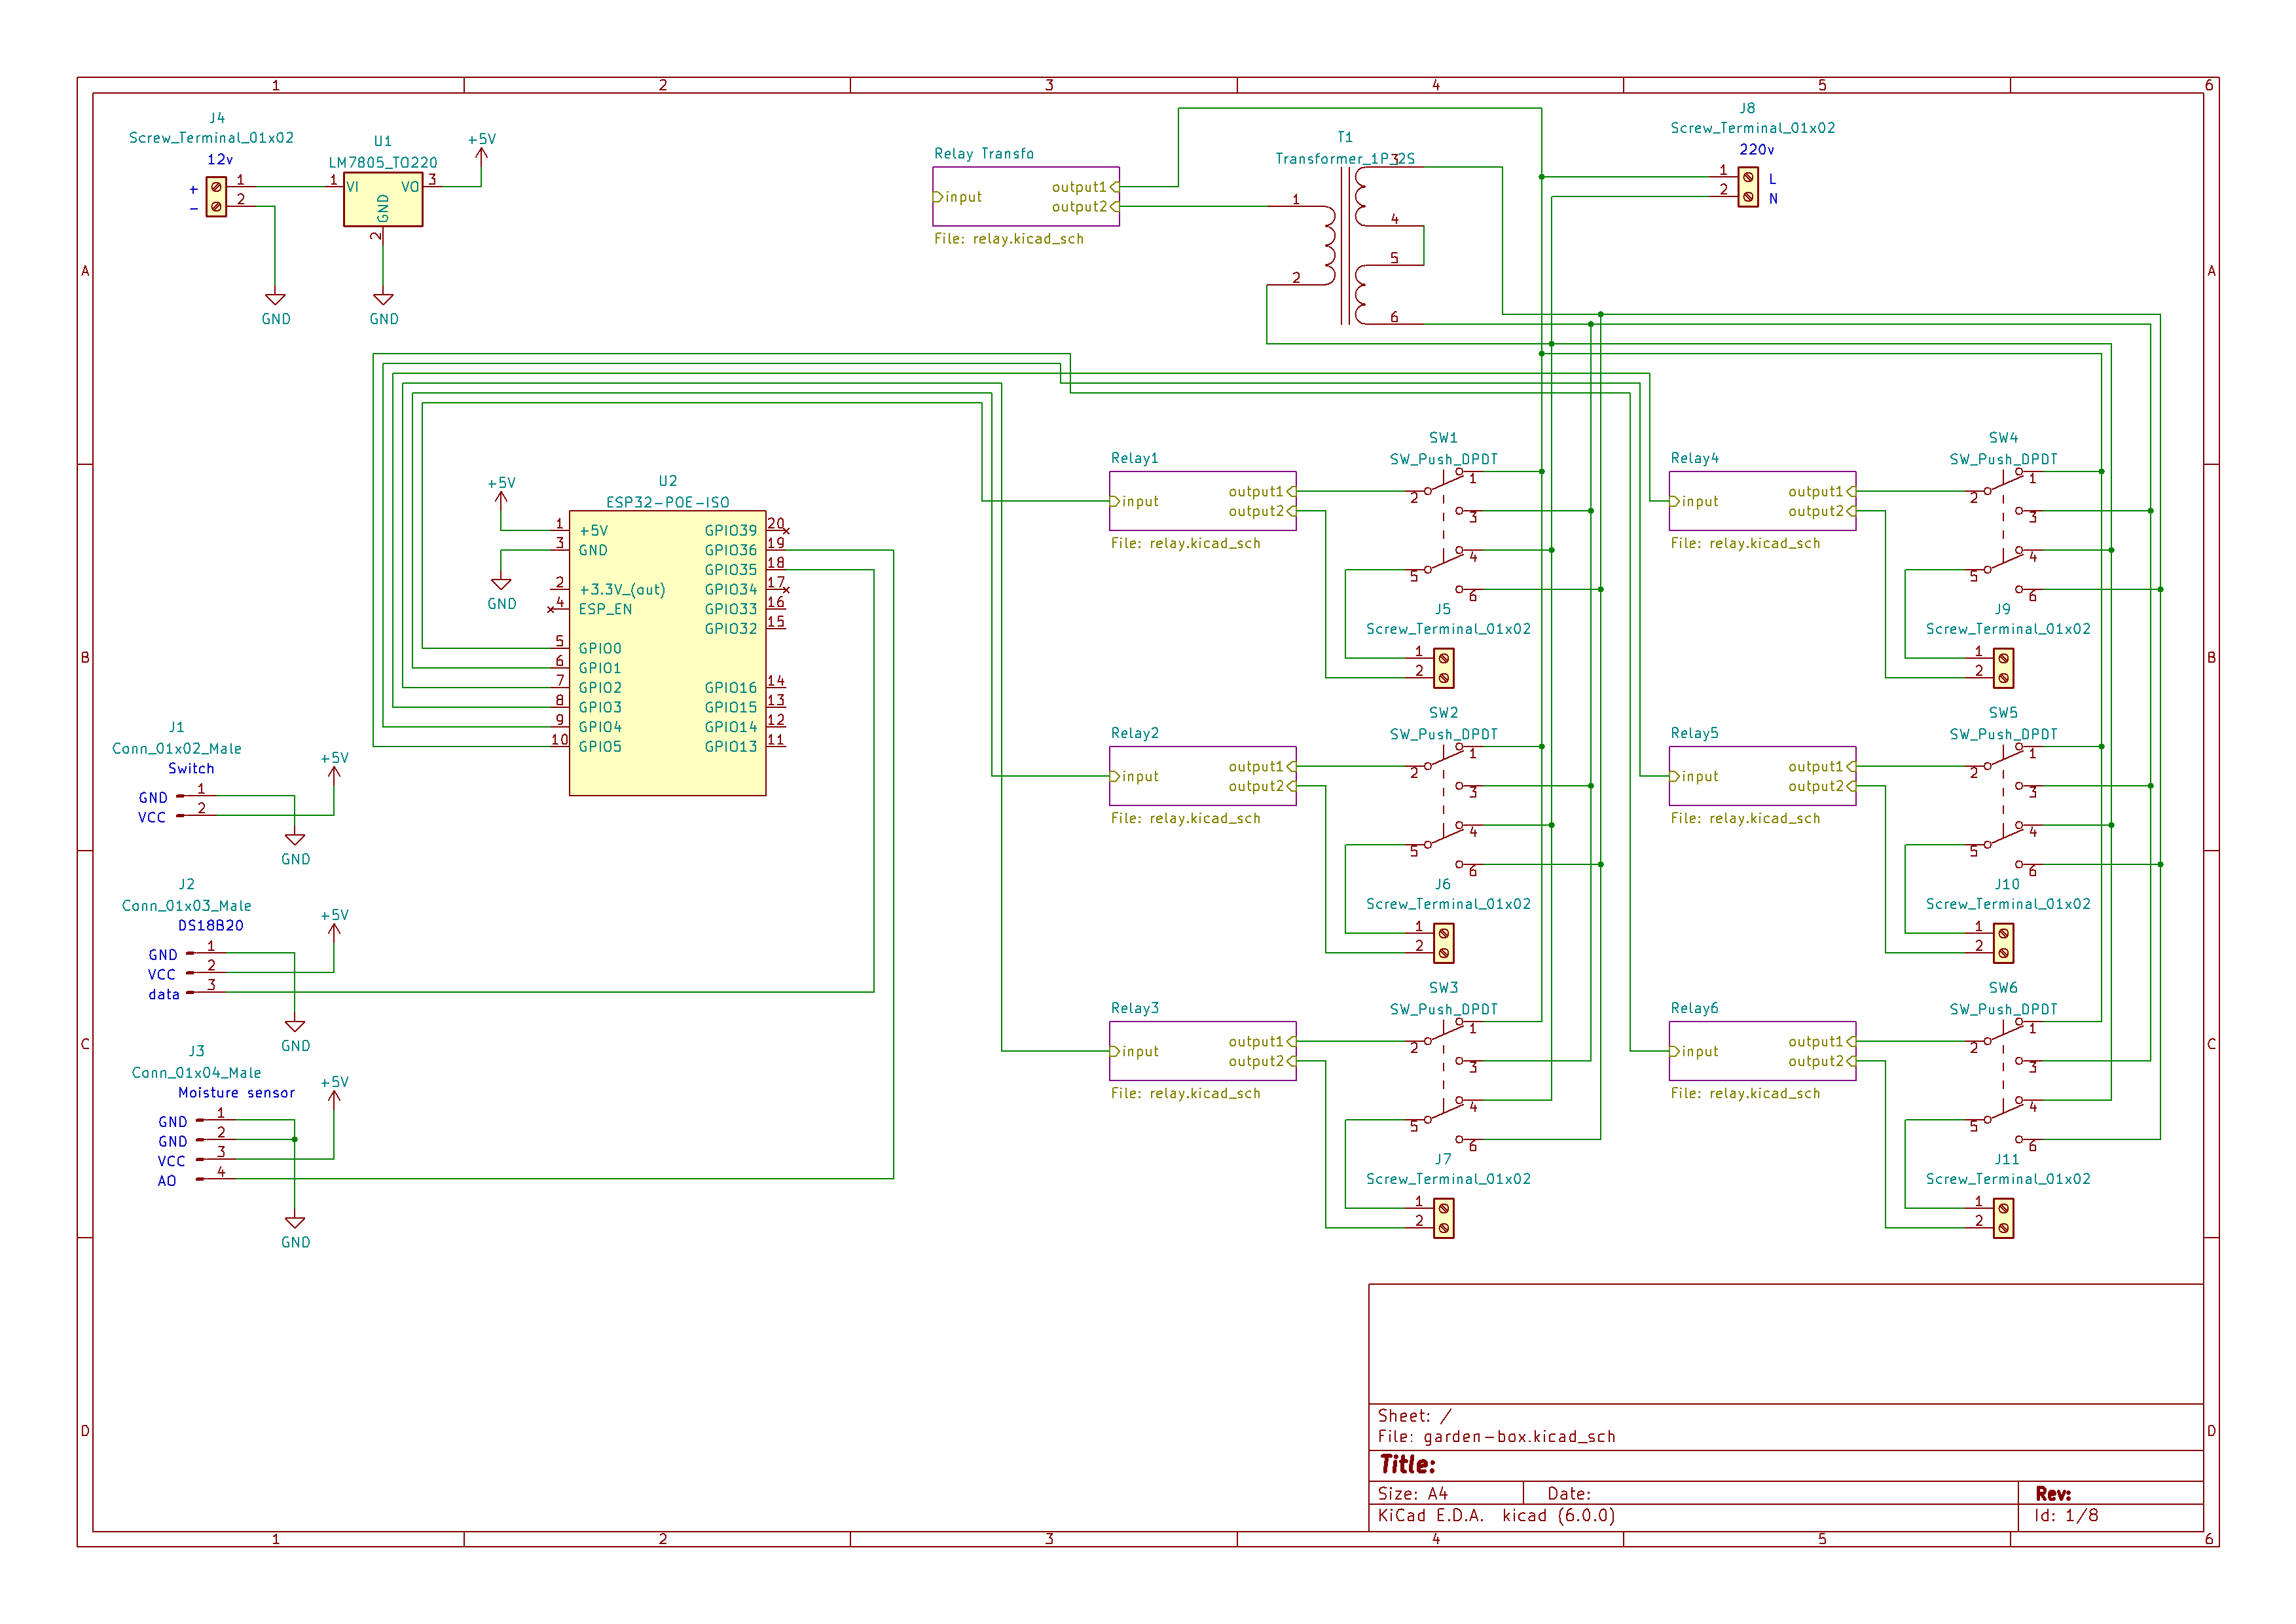 1 2 3 4 5 6
A
B
C
D
A
B
C
D
1 2 3 4 5 6
J4
Screw_Terminal_01x02
12v
+
-
1
2
GND
U1
LM7805_TO220
1
VI
VO
3
GND
2
GND
+5V
Relay Transfo
input
output1
output2
File: relay.kicad_sch
T1
Transformer_1P_2S
1
2
3
4
5
6
J8
Screw_Terminal_01x02
220v
1
2
L
N
U2
ESP32-POE-ISO
+5V
GND
1 +5V
3 GND
2 +3.3V_(out)
4 ESP_EN
5 GPIO0
6 GPIO1
7 GPIO2
8 GPIO3
9 GPIO4
10 GPIO5
GPIO39 20
GPIO36 19
GPIO35 18
GPIO34 17
GPIO33 16
GPIO32 15
GPIO16 14
GPIO15 13
GPIO14 12
GPIO13 11
J1
Conn_01x02_Male
Switch
GND 1
VCC 2
+5V
GND
J2
Conn_01x03_Male
DS18B20
GND 1
VCC 2
data 3
+5V
GND
J3
Conn_01x04_Male
Moisture sensor
GND 1
GND 2
VCC 3
AO 4
+5V
GND
Relay1
input
output1
output2
File: relay.kicad_sch
SW1
SW_Push_DPDT
1
2
3
4
5
6
J5
Screw_Terminal_01x02
1
2
Relay2
input
output1
output2
File: relay.kicad_sch
SW2
SW_Push_DPDT
1
2
3
4
5
6
J6
Screw_Terminal_01x02
1
2
Relay3
input
output1
output2
File: relay.kicad_sch
SW3
SW_Push_DPDT
1
2
3
4
5
6
J7
Screw_Terminal_01x02
1
2
Relay4
input
output1
output2
File: relay.kicad_sch
SW4
SW_Push_DPDT
1
2
3
4
5
6
J9
Screw_Terminal_01x02
1
2
Relay5
input
output1
output2
File: relay.kicad_sch
SW5
SW_Push_DPDT
1
2
3
4
5
6
J10
Screw_Terminal_01x02
1
2
Relay6
input
output1
output2
File: relay.kicad_sch
SW6
SW_Push_DPDT
1
2
3
4
5
6
J11
Screw_Terminal_01x02
1
2
Sheet: /
File: garden-box.kicad_sch
Title:
Size: A4 Date: Rev:
KiCad E.D.A. kicad (6.0.0) Id: 1/8